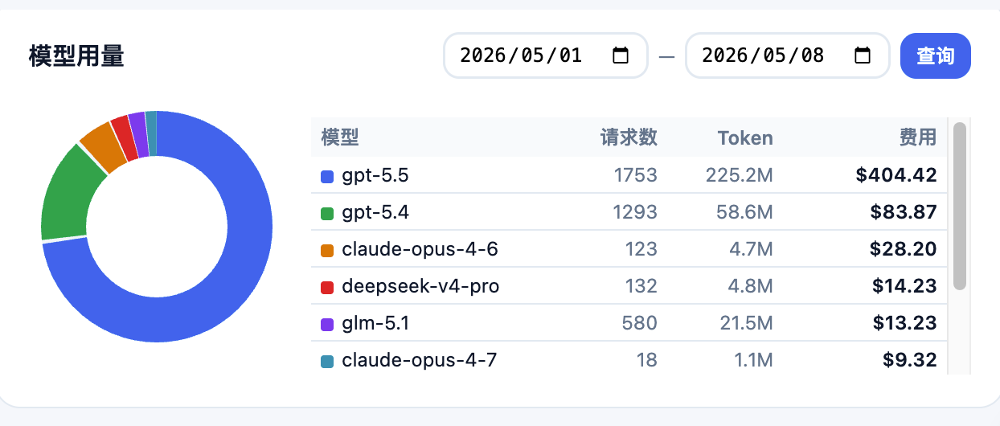 模型用量 2026/05/01 — 2026/05/08 查询
模型 请求数 Token 费用
gpt-5.5 1753 225.2M $404.42
gpt-5.4 1293 58.6M $83.87
claude-opus-4-6 123 4.7M $28.20
deepseek-v4-pro 132 4.8M $14.23
glm-5.1 580 21.5M $13.23
claude-opus-4-7 18 1.1M $9.32